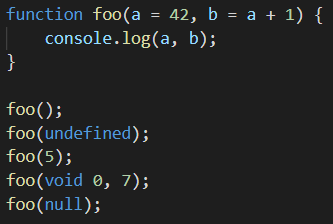 function foo(a = 42, b = a + 1) {
    console.log(a, b);
}

foo();
foo(undefined);
foo(5);
foo(void 0, 7);
foo(null);